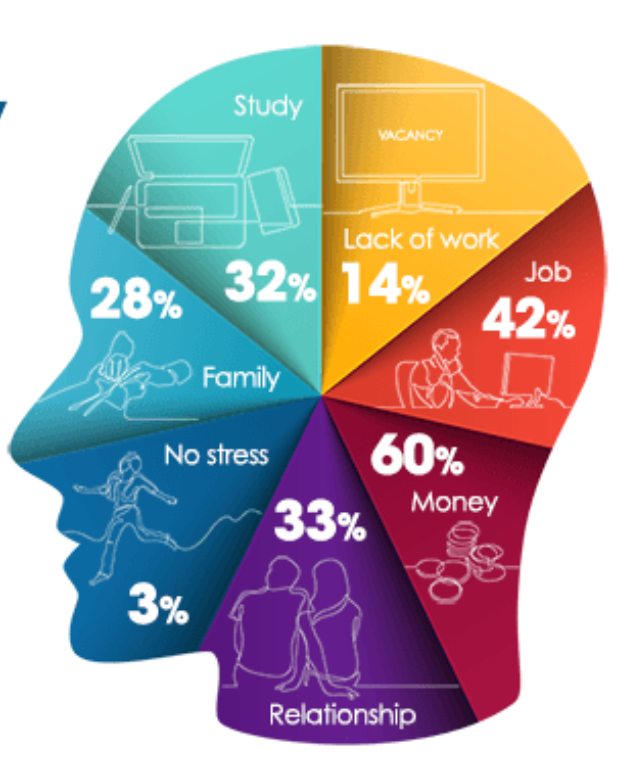 Study
32%
VACANCY
Lack of work
14%
Job
42%
60%
Money
33%
Relationship
No stress
3%
28%
Family